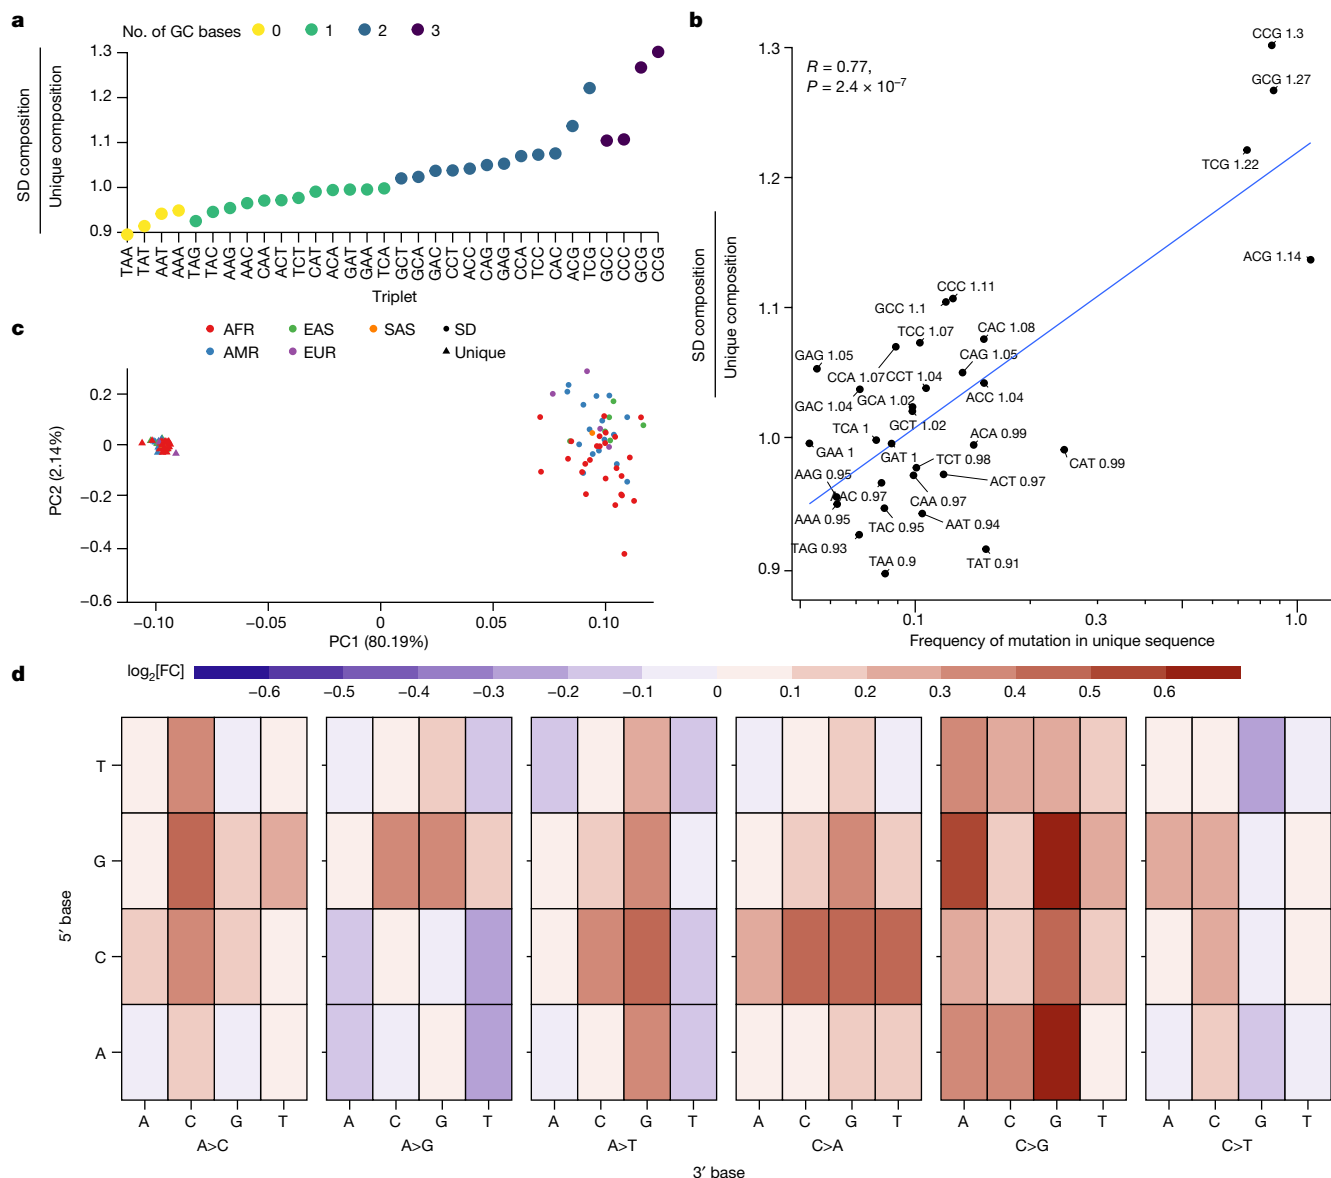 a
No. of GC bases 0 1 2 3
SD composition
Unique composition
1.3
1.2
1.1
1.0
0.9
TAA TAT AAT AAA TAG TAC AAG AAC CAA ACT TCT CAT ACA GAT GAA TCA GCT GCA GAC CCT ACC CAG GAG CCA TCC CAC ACG TCG GCC CCC GCG CCG
Triplet
b
R = 0.77,
P = 2.4 × 10⁻⁷
SD composition
Unique composition
1.3
1.2
1.1
1.0
0.9
CCG 1.3
GCG 1.27
TCG 1.22
ACG 1.14
CCC 1.11
GCC 1.1
TCC 1.07
CAC 1.08
GAG 1.05
CAG 1.05
CCA 1.07
CCT 1.04
ACC 1.04
GAC 1.04
GCA 1.02
GCT 1.02
TCA 1
ACA 0.99
GAA 1
GAT 1
TCT 0.98
CAT 0.99
AAG 0.95
AAC 0.97
CAA 0.97
ACT 0.97
AAA 0.95
TAC 0.95
AAT 0.94
TAG 0.93
TAA 0.9
TAT 0.91
0.1 0.3 1.0
Frequency of mutation in unique sequence
c
AFR EAS SAS SD
AMR EUR Unique
PC2 (2.14%)
0.2
0
−0.2
−0.4
−0.6
−0.10 −0.05 0 0.05 0.10
PC1 (80.19%)
d
log₂[FC]
−0.6 −0.5 −0.4 −0.3 −0.2 −0.1 0 0.1 0.2 0.3 0.4 0.5 0.6
5′ base
T
G
C
A
A C G T A C G T A C G T A C G T A C G T A C G T
A>C A>G A>T C>A C>G C>T
3′ base